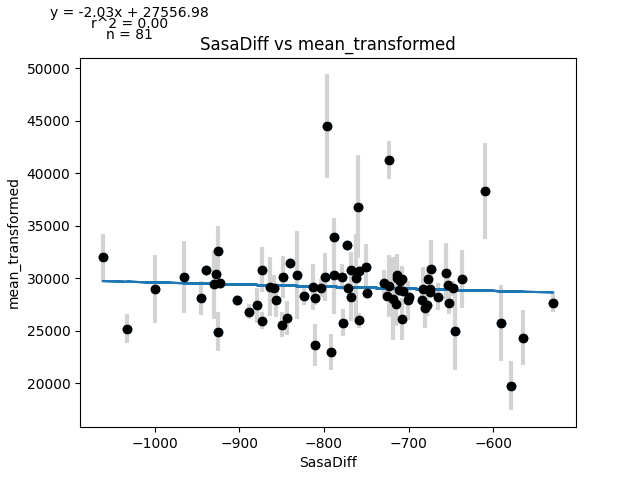 y = -2.03x + 27556.98
r^2 = 0.00
n = 81
SasaDiff vs mean_transformed
50000
45000
40000
35000
30000
25000
20000
mean_transformed
−1000 −900 −800 −700 −600
SasaDiff